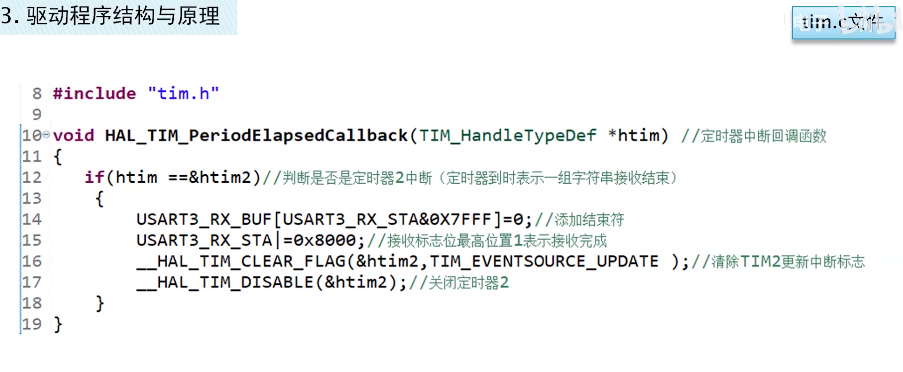 3. 驱动程序结构与原理
tim.c文件
8 #include "tim.h"
9
10 void HAL_TIM_PeriodElapsedCallback(TIM_HandleTypeDef *htim) //定时器中断回调函数
11 {
12 if(htim ==&htim2)//判断是否是定时器2中断（定时器到时表示一组字符串接收结束）
13 {
14 USART3_RX_BUF[USART3_RX_STA&0X7FFF]=0;//添加结束符
15 USART3_RX_STA|=0x8000;//接收标志位最高位置1表示接收完成
16 __HAL_TIM_CLEAR_FLAG(&htim2,TIM_EVENTSOURCE_UPDATE );//清除TIM2更新中断标志
17 __HAL_TIM_DISABLE(&htim2);//关闭定时器2
18 }
19 }